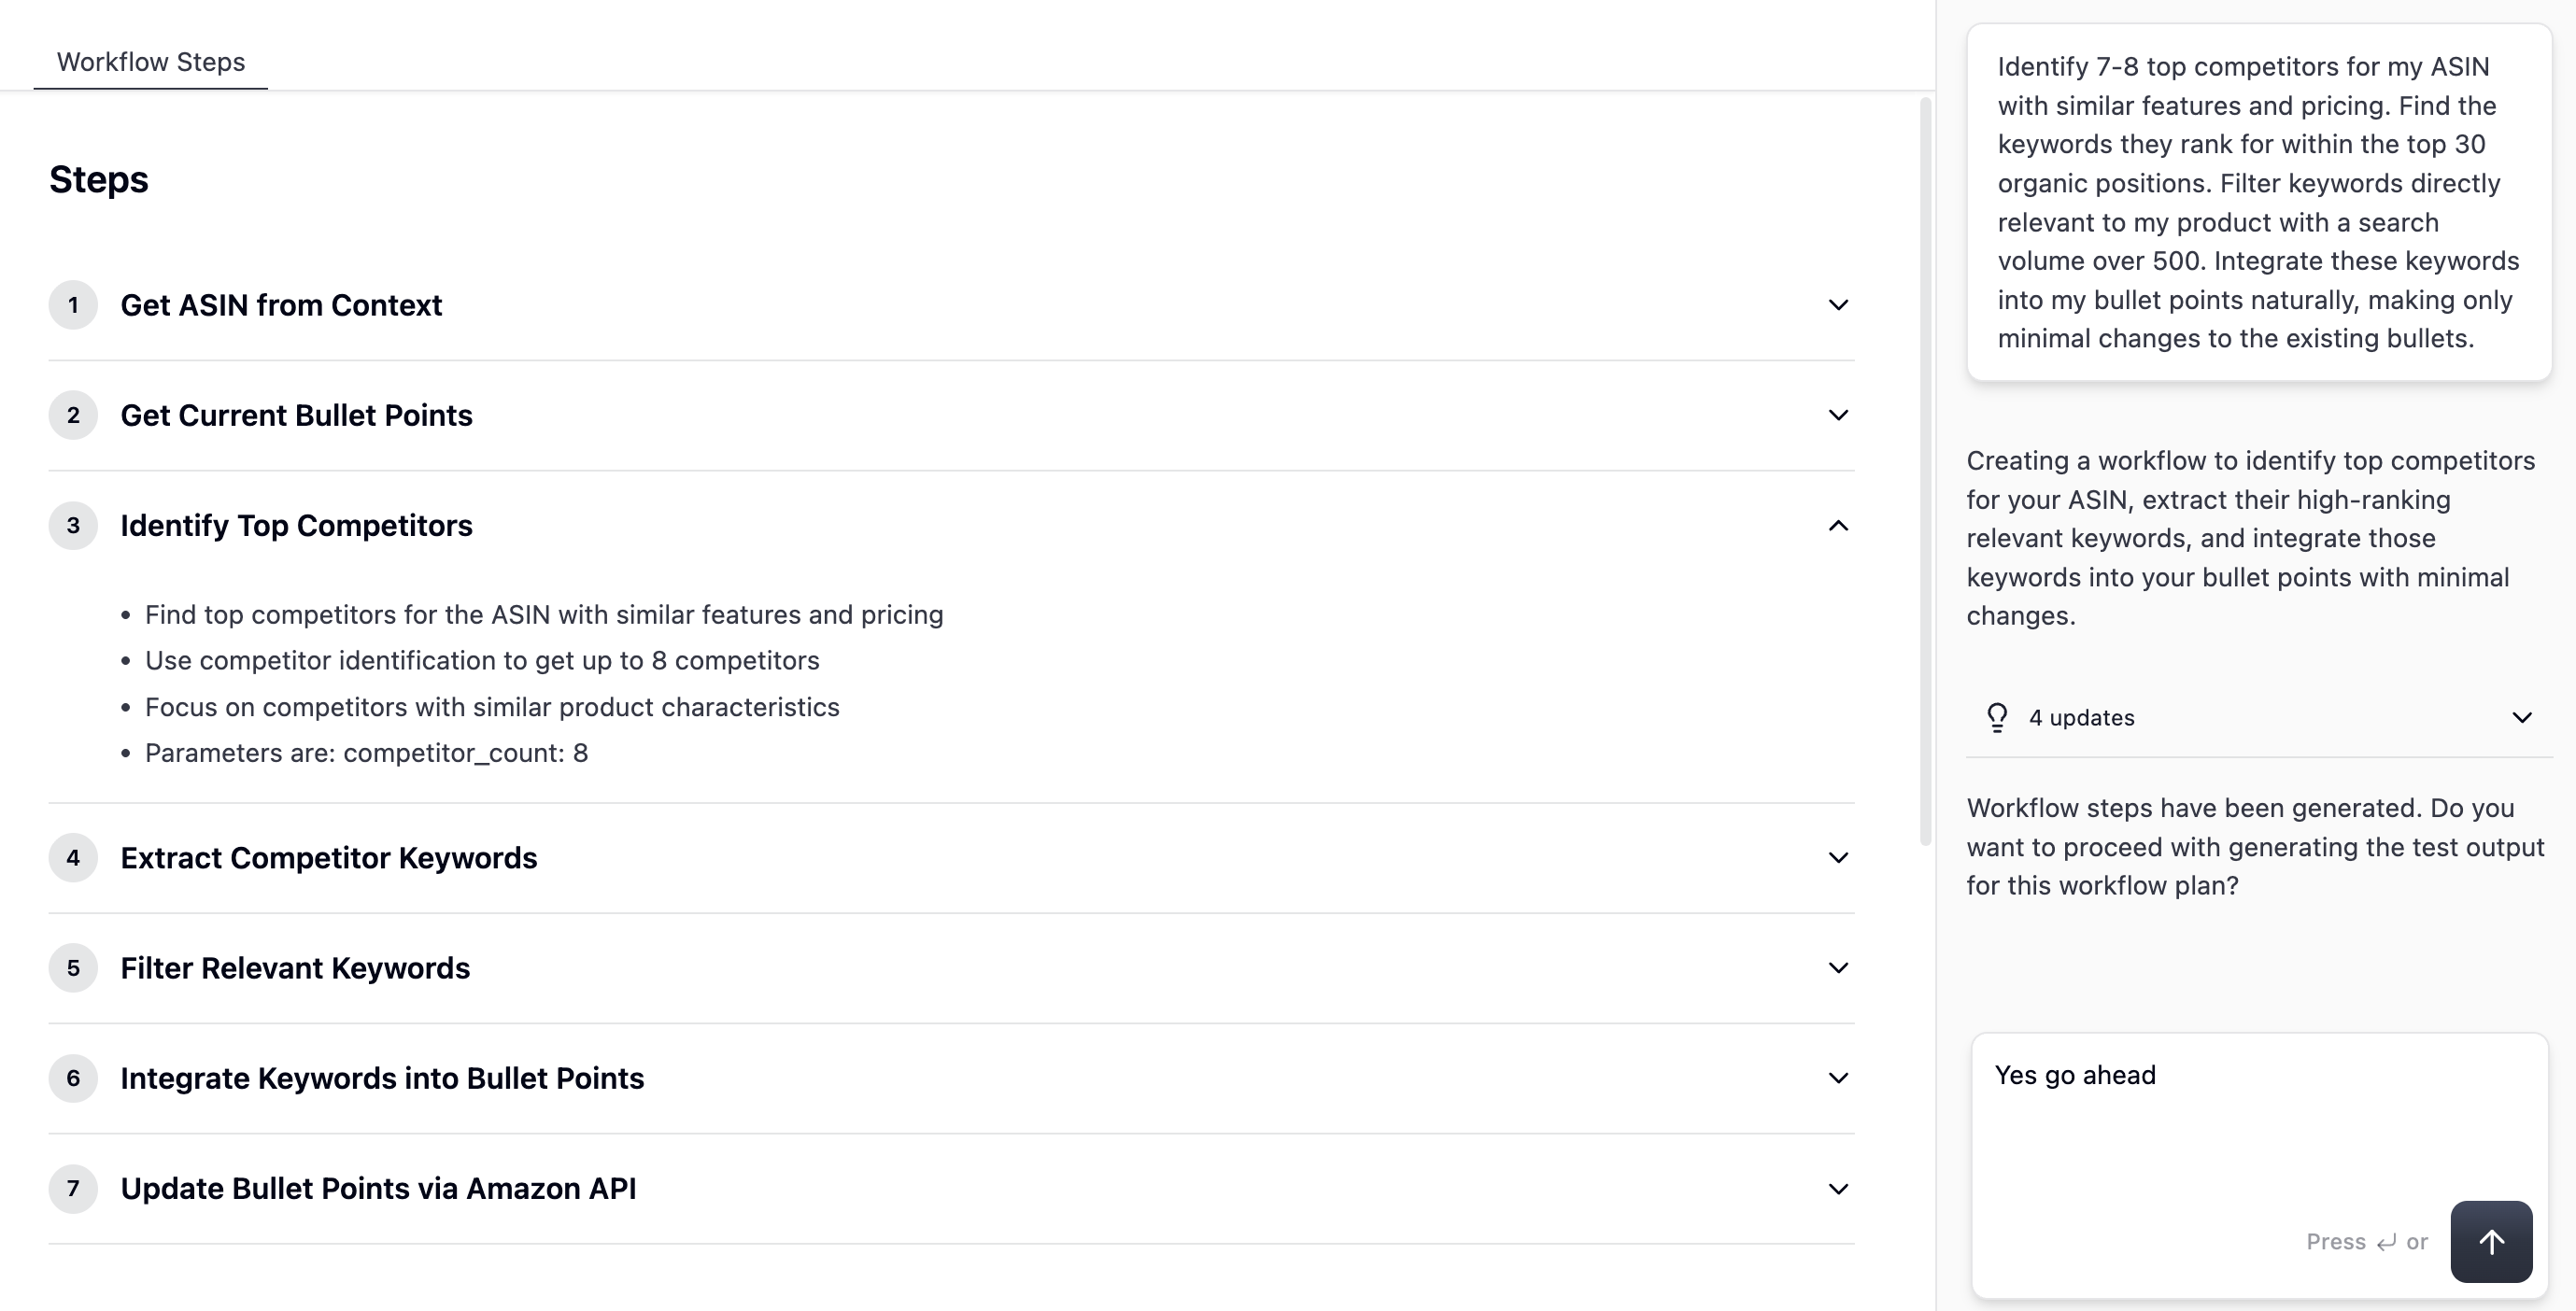 Workflow Steps
Steps
1 Get ASIN from Context
2 Get Current Bullet Points
3 Identify Top Competitors
• Find top competitors for the ASIN with similar features and pricing
• Use competitor identification to get up to 8 competitors
• Focus on competitors with similar product characteristics
• Parameters are: competitor_count: 8
4 Extract Competitor Keywords
5 Filter Relevant Keywords
6 Integrate Keywords into Bullet Points
7 Update Bullet Points via Amazon API
Identify 7-8 top competitors for my ASIN
with similar features and pricing. Find the
keywords they rank for within the top 30
organic positions. Filter keywords directly
relevant to my product with a search
volume over 500. Integrate these keywords
into my bullet points naturally, making only
minimal changes to the existing bullets.
Creating a workflow to identify top competitors
for your ASIN, extract their high-ranking
relevant keywords, and integrate those
keywords into your bullet points with minimal
changes.
4 updates
Workflow steps have been generated. Do you
want to proceed with generating the test output
for this workflow plan?
Yes go ahead
Press ↵ or